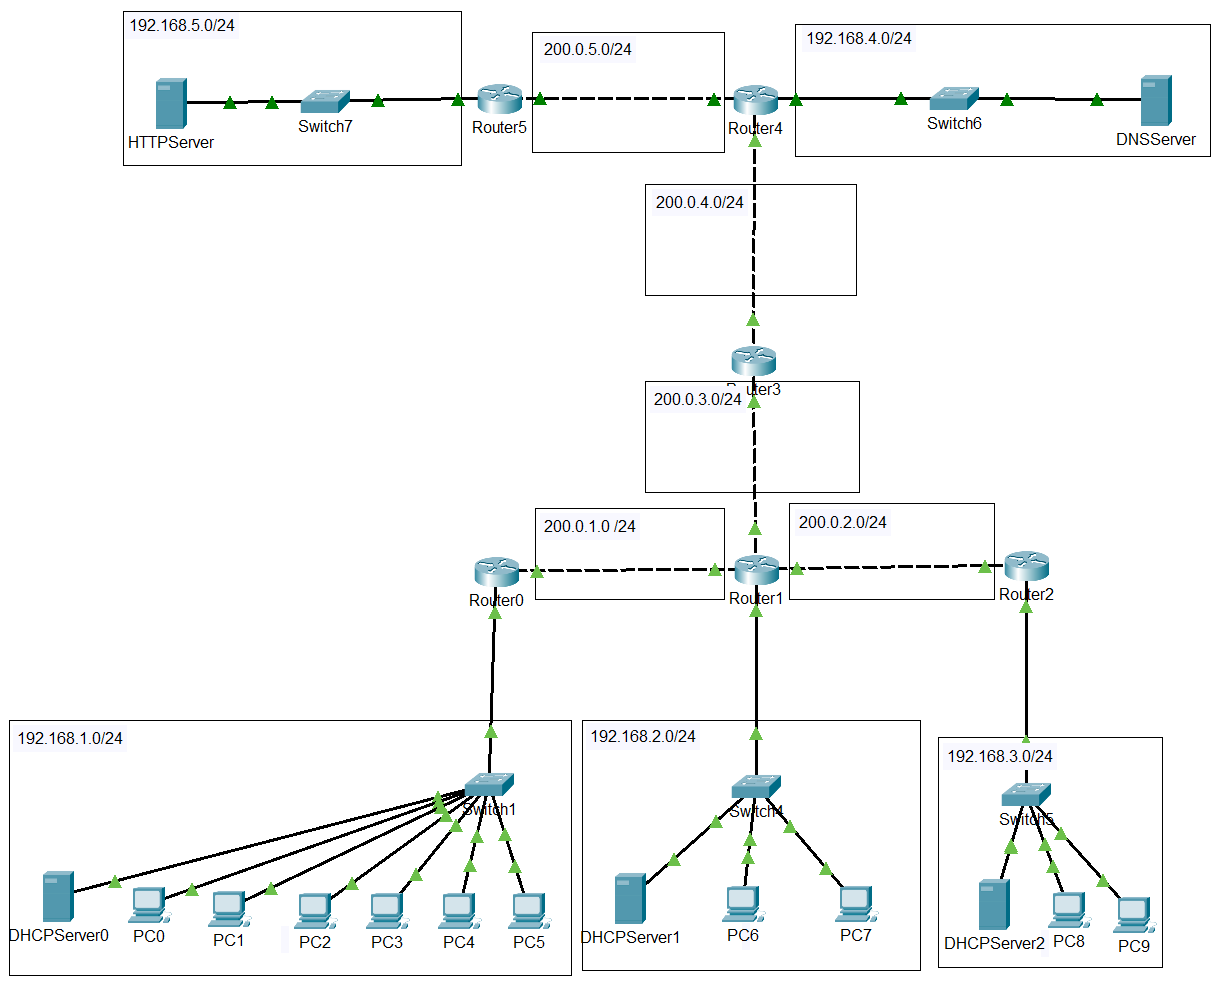 192.168.5.0/24
HTTPServer
Switch7
Router5
200.0.5.0/24
Router4
192.168.4.0/24
Switch6
DNSServer
200.0.4.0/24
Router3
200.0.3.0/24
Router0
200.0.1.0 /24
Router1
200.0.2.0/24
Router2
192.168.1.0/24
Switch1
DHCPServer0
PC0
PC1
PC2
PC3
PC4
PC5
192.168.2.0/24
Switch4
DHCPServer1
PC6
PC7
192.168.3.0/24
Switch5
DHCPServer2
PC8
PC9